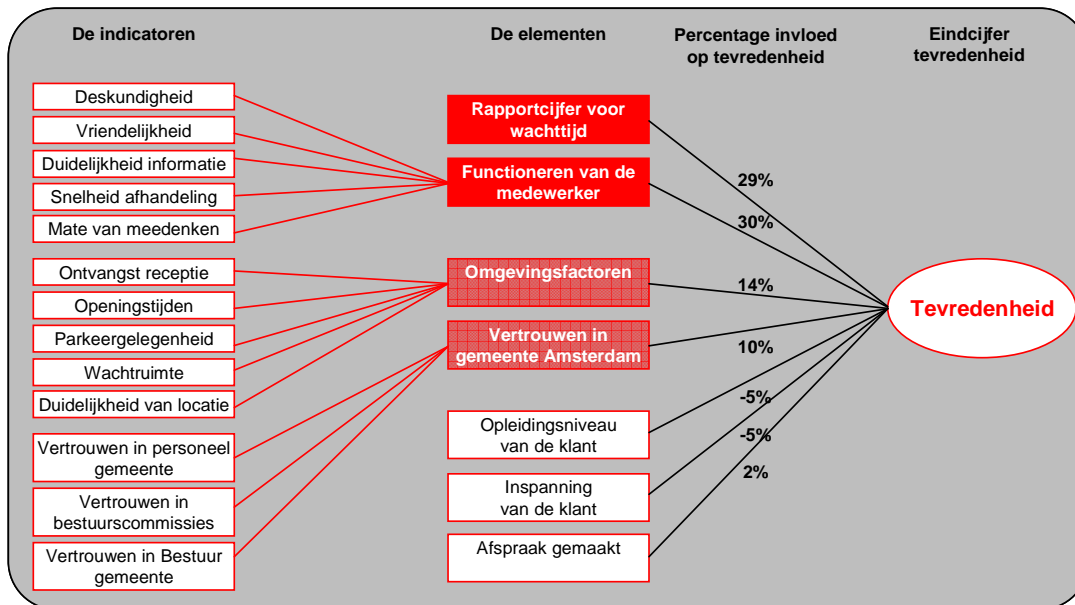 De indicatoren
De elementen
Percentage invloed
op tevredenheid
Eindcijfer
tevredenheid
Deskundigheid
Vriendelijkheid
Duidelijkheid informatie
Snelheid afhandeling
Mate van meedenken
Ontvangst receptie
Openingstijden
Parkeergelegenheid
Wachtruimte
Duidelijkheid van locatie
Vertrouwen in personeel
gemeente
Vertrouwen in
bestuurscommissies
Vertrouwen in Bestuur
gemeente
Rapportcijfer voor
wachttijd
Functioneren van de
medewerker
Omgevingsfactoren
Vertrouwen in
gemeente Amsterdam
Opleidingsniveau
van de klant
Inspanning
van de klant
Afspraak gemaakt
29%
30%
14%
10%
-5%
-5%
2%
Tevredenheid